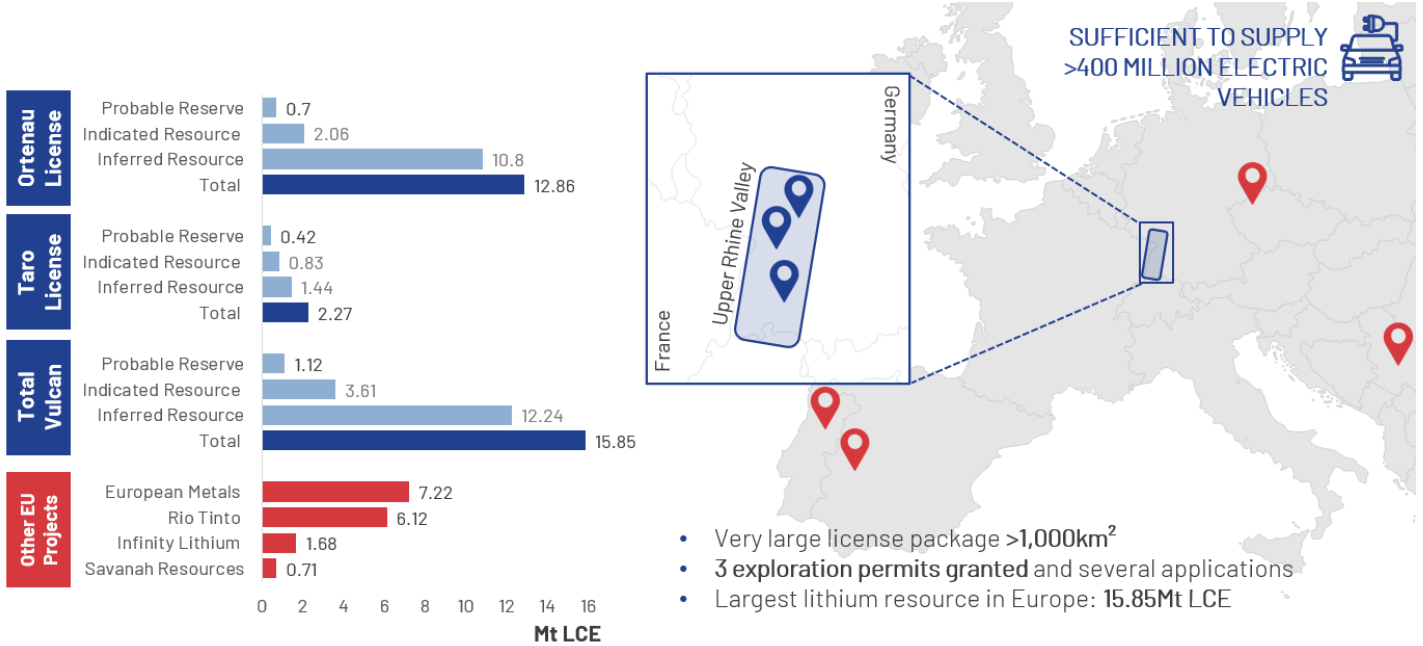 SUFFICIENT TO SUPPLY
>400 MILLION ELECTRIC
VEHICLES
Ortenau
License
Probable Reserve 0.7
Indicated Resource 2.06
Inferred Resource 10.8
Total 12.86
Taro
License
Probable Reserve 0.42
Indicated Resource 0.83
Inferred Resource 1.44
Total 2.27
Total
Vulcan
Probable Reserve 1.12
Indicated Resource 3.61
Inferred Resource 12.24
Total 15.85
Other EU
Projects
European Metals 7.22
Rio Tinto 6.12
Infinity Lithium 1.68
Savanah Resources 0.71
0 2 4 6 8 10 12 14 16
Mt LCE
Germany
Upper Rhine Valley
France
• Very large license package >1,000km²
• 3 exploration permits granted and several applications
• Largest lithium resource in Europe: 15.85Mt LCE